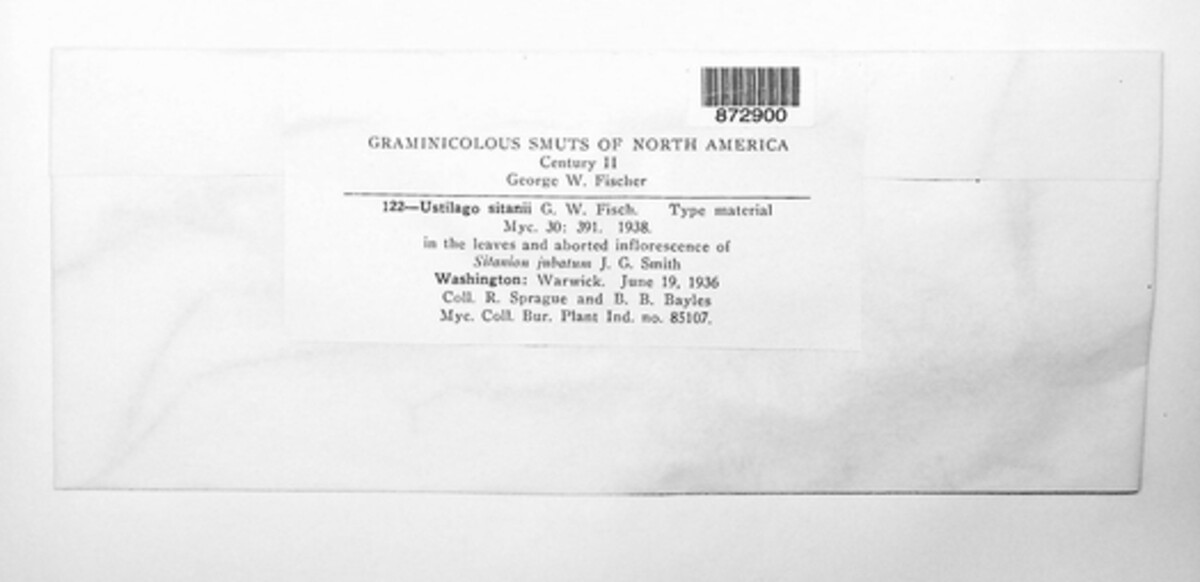 872900
GRAMINICOLOUS SMUTS OF NORTH AMERICA
Century II
George W. Fischer
122—Ustilago sitanii G. W. Fisch. Type material
Myc. 30: 391. 1938.
in the leaves and aborted inflorescence of
Sitanion jubatum J. G. Smith
Washington: Warwick. June 19, 1936
Coll. R. Sprague and B. B. Bayles
Myc. Coll. Bur. Plant Ind. no. 85107.